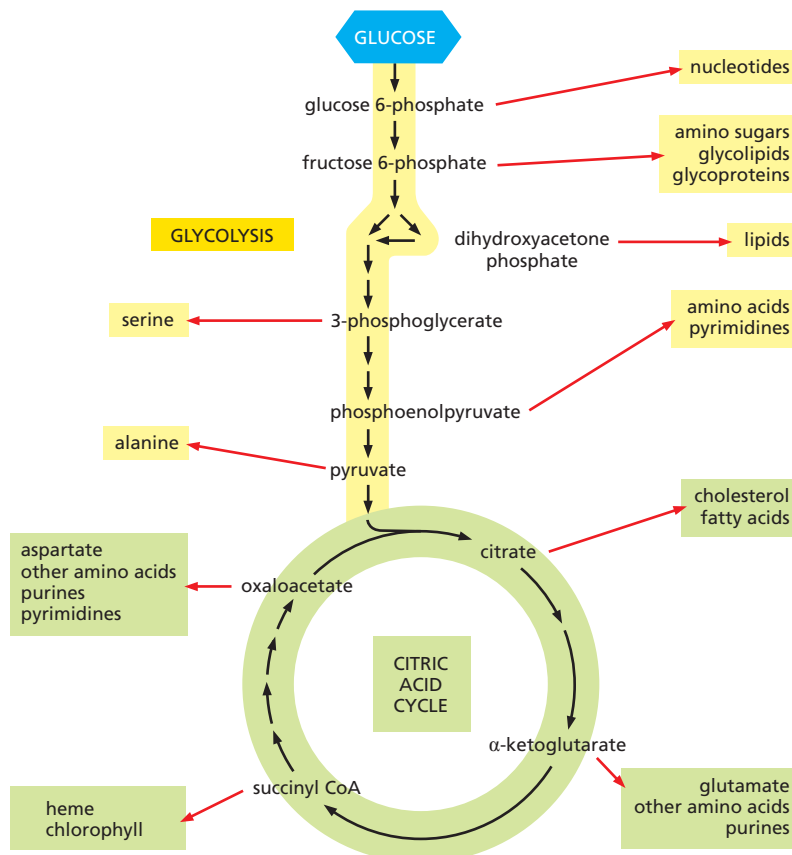 GLUCOSE
nucleotides
glucose 6-phosphate
amino sugars
glycolipids
glycoproteins
fructose 6-phosphate
GLYCOLYSIS
dihydroxyacetone
phosphate
lipids
serine
3-phosphoglycerate
amino acids
pyrimidines
phosphoenolpyruvate
alanine
pyruvate
cholesterol
fatty acids
citrate
aspartate
other amino acids
purines
pyrimidines
oxaloacetate
CITRIC
ACID
CYCLE
α-ketoglutarate
succinyl CoA
heme
chlorophyll
glutamate
other amino acids
purines